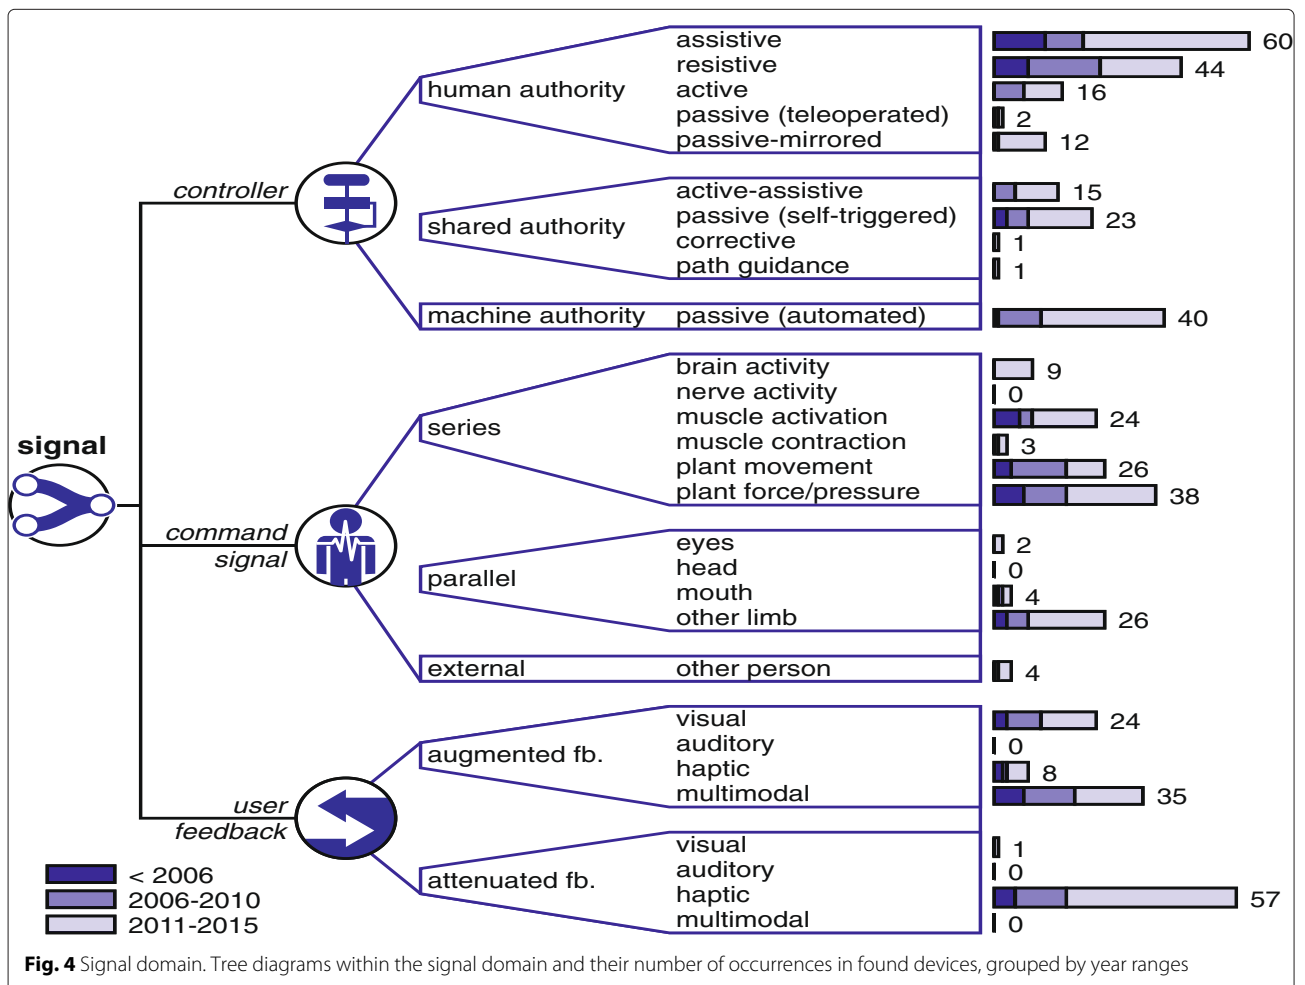 assistive 60
resistive 44
human authority active 16
passive (teleoperated) 2
passive-mirrored 12
controller
active-assistive 15
passive (self-triggered) 23
shared authority
corrective 1
path guidance 1
machine authority passive (automated) 40
brain activity 9
nerve activity 0
muscle activation 24
series
muscle contraction 3
signal
plant movement 26
plant force/pressure 38
command
signal
eyes 2
head 0
parallel
mouth 4
other limb 26
external other person 4
visual 24
auditory 0
augmented fb.
haptic 8
multimodal 35
user
feedback
visual 1
auditory 0
attenuated fb.
haptic 57
multimodal 0
< 2006
2006-2010
2011-2015
Fig. 4 Signal domain. Tree diagrams within the signal domain and their number of occurrences in found devices, grouped by year ranges